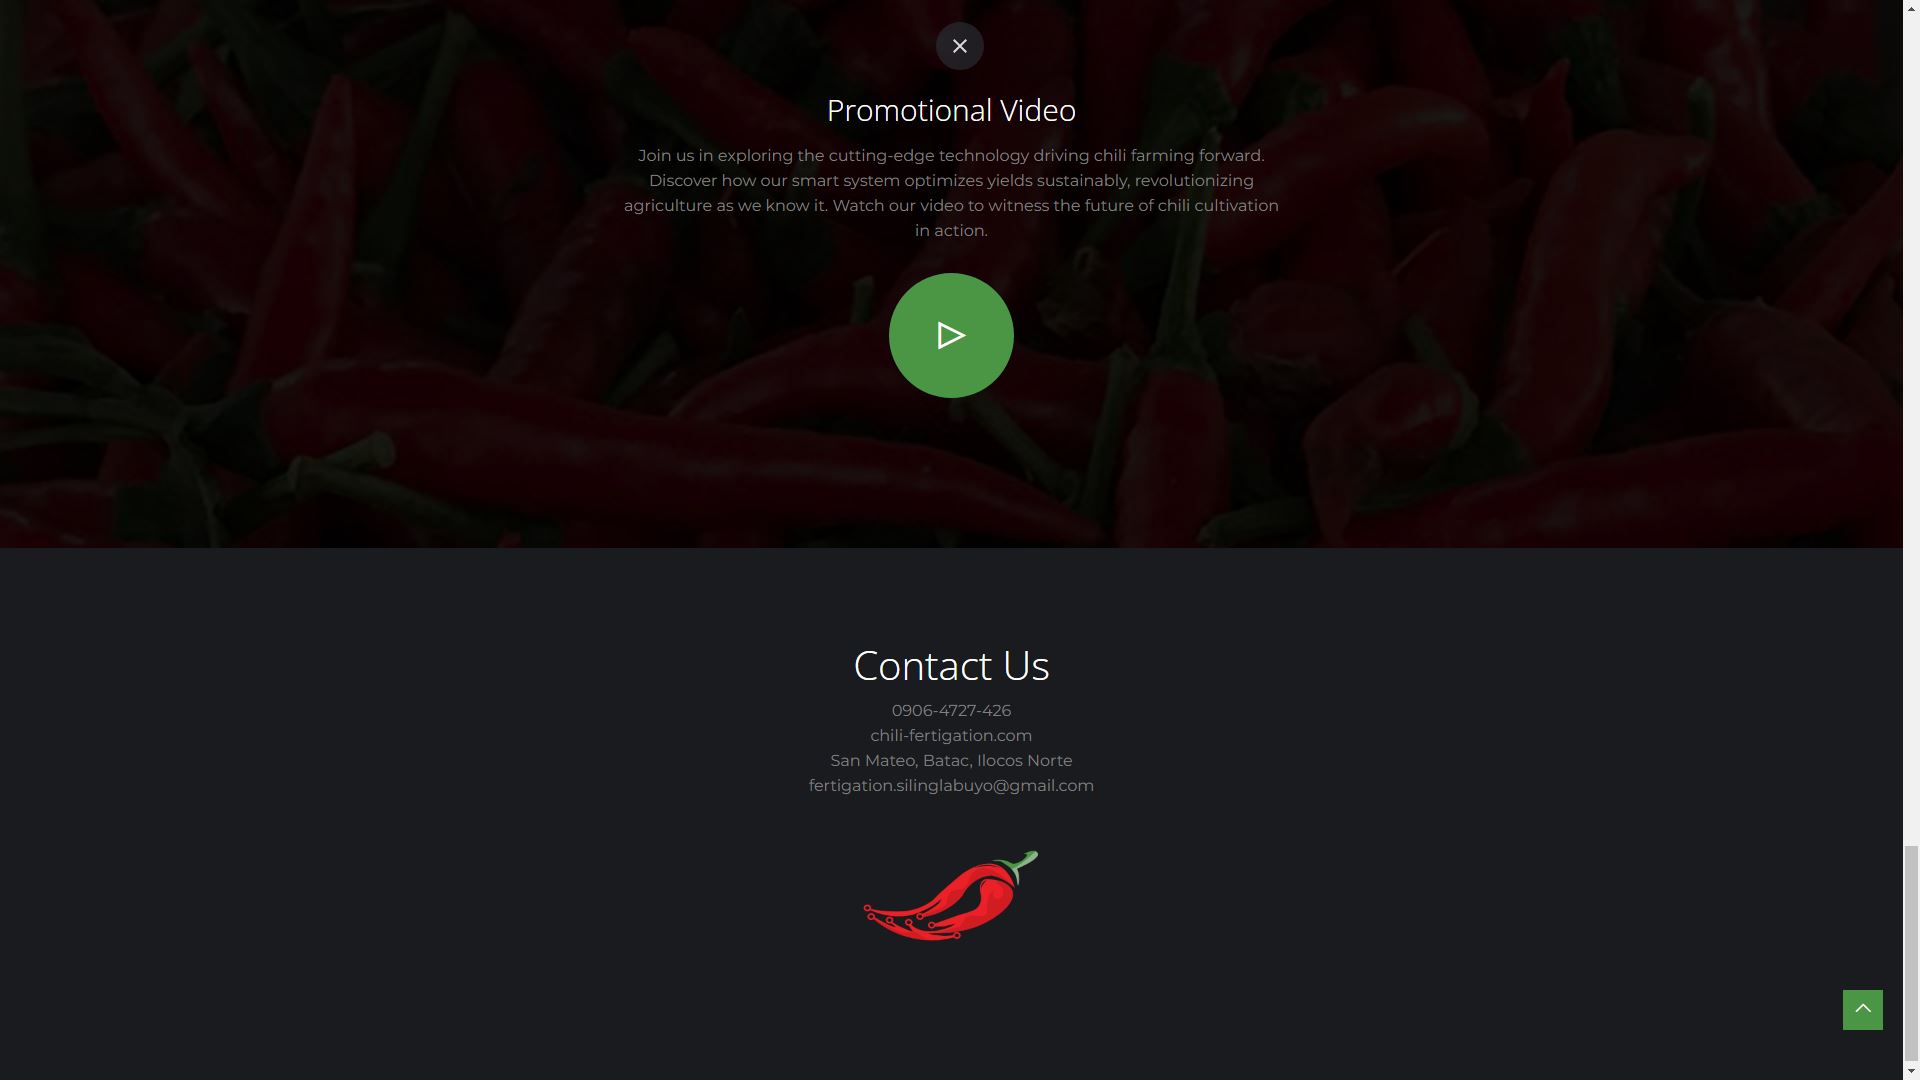 Promotional Video
Join us in exploring the cutting-edge technology driving chili farming forward.
Discover how our smart system optimizes yields sustainably, revolutionizing
agriculture as we know it. Watch our video to witness the future of chili cultivation
in action.
Contact Us
0906-4727-426
chili-fertigation.com
San Mateo, Batac, Ilocos Norte
fertigation.silinglabuyo@gmail.com